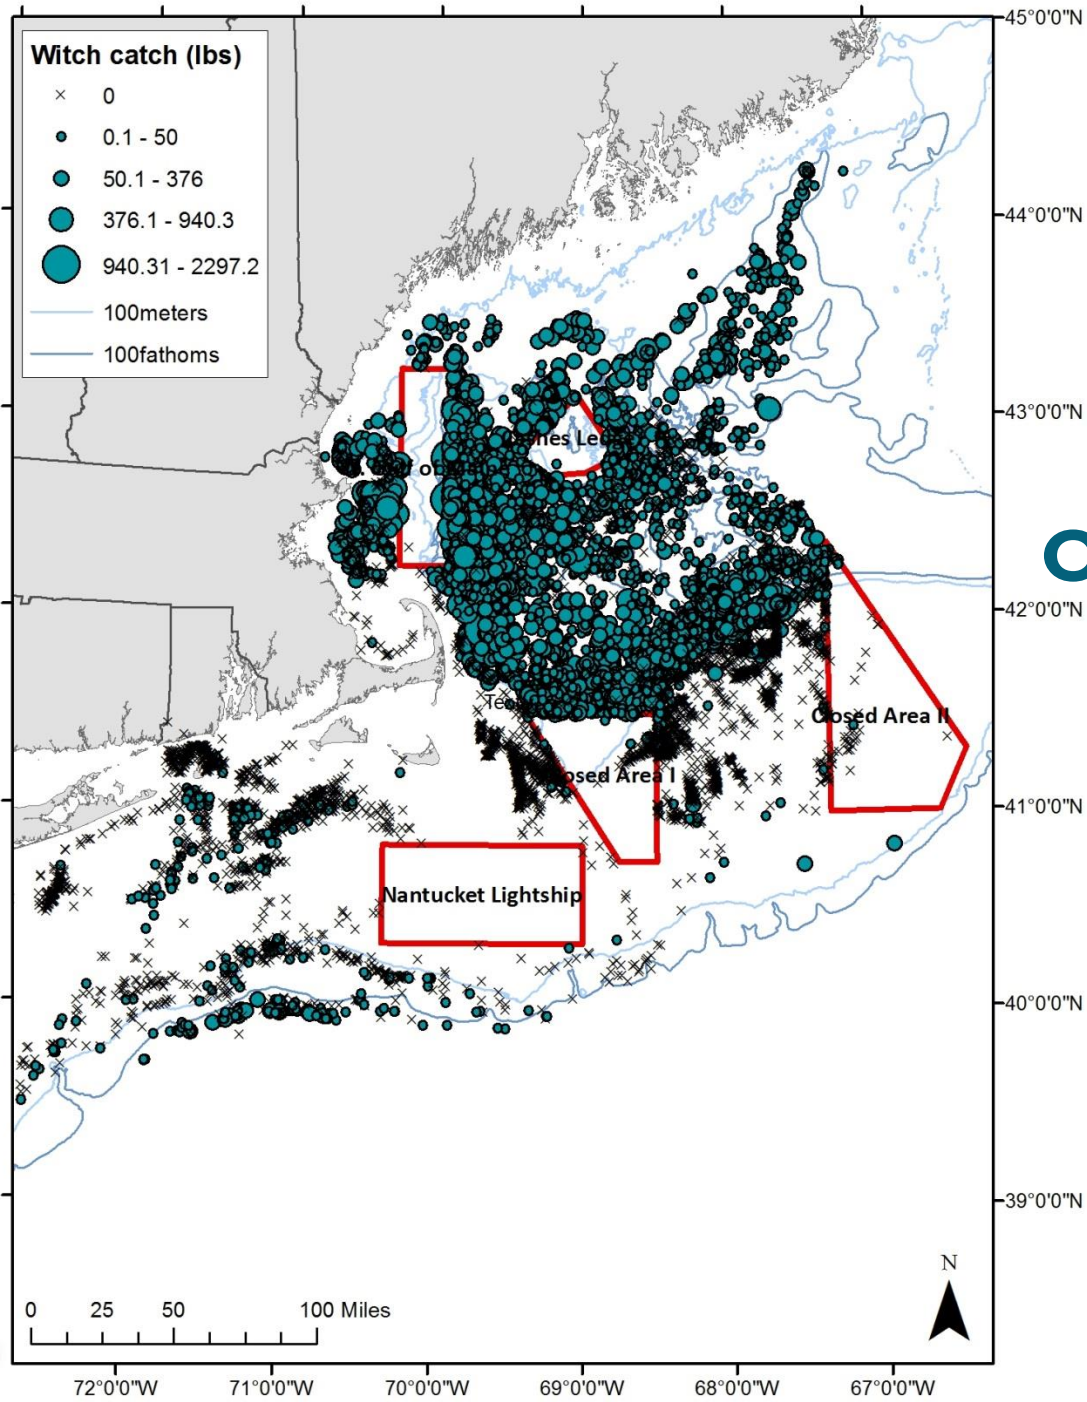 Witch catch (lbs)
0
0.1 - 50
50.1 - 376
376.1 - 940.3
940.31 - 2297.2
100meters
100fathoms
45°0'0"N
44°0'0"N
43°0'0"N
42°0'0"N
41°0'0"N
40°0'0"N
39°0'0"N
of
Closed Area II
Area I
Nantucket Lightship
N
0 25 50 100 Miles
72°0'0"W 71°0'0"W 70°0'0"W 69°0'0"W 68°0'0"W 67°0'0"W